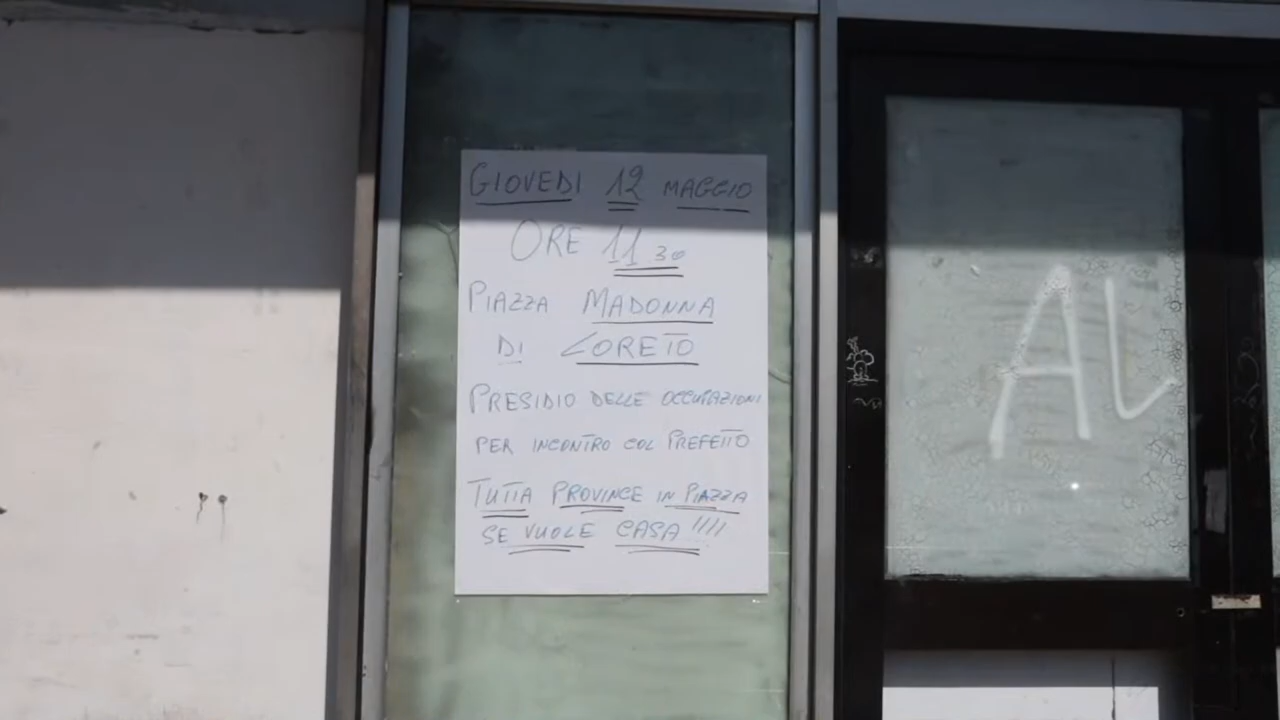 GIOVEDI 12 MAGGIO
ORE 11 30
PIAZZA MADONNA
DI LORETO
PRESIDIO DELLE OCCUPAZIONI
PER INCONTRO COL PREFETTO
TUTTA PROVINCE IN PIAZZA
SE VUOLE CASA !!!!
AL